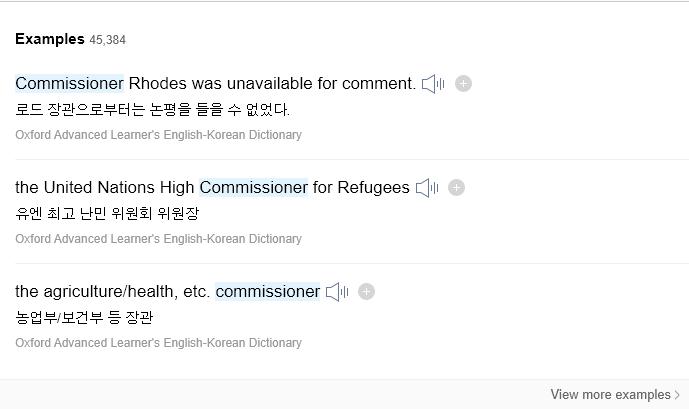 Examples 45,384
Commissioner Rhodes was unavailable for comment.
로드 장관으로부터는 논평을 들을 수 없었다.
Oxford Advanced Learner's English-Korean Dictionary
the United Nations High Commissioner for Refugees
유엔 최고 난민 위원회 위원장
Oxford Advanced Learner's English-Korean Dictionary
the agriculture/health, etc. commissioner
농업부/보건부 등 장관
Oxford Advanced Learner's English-Korean Dictionary
View more examples